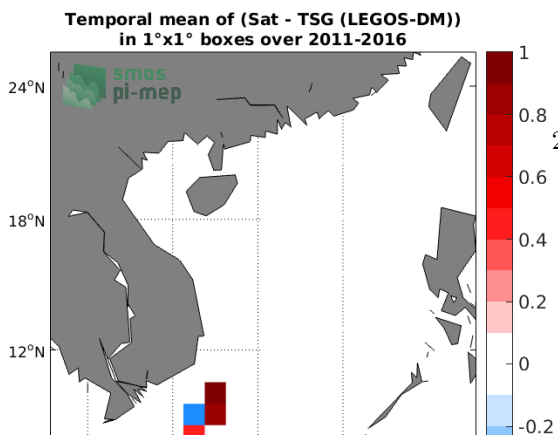 Temporal mean of (Sat - TSG (LEGOS-DM))
in 1°x1° boxes over 2011-2016
smos
pi-mep
24°N
18°N
12°N
1
0.8
0.6
0.4
0.2
0
-0.2